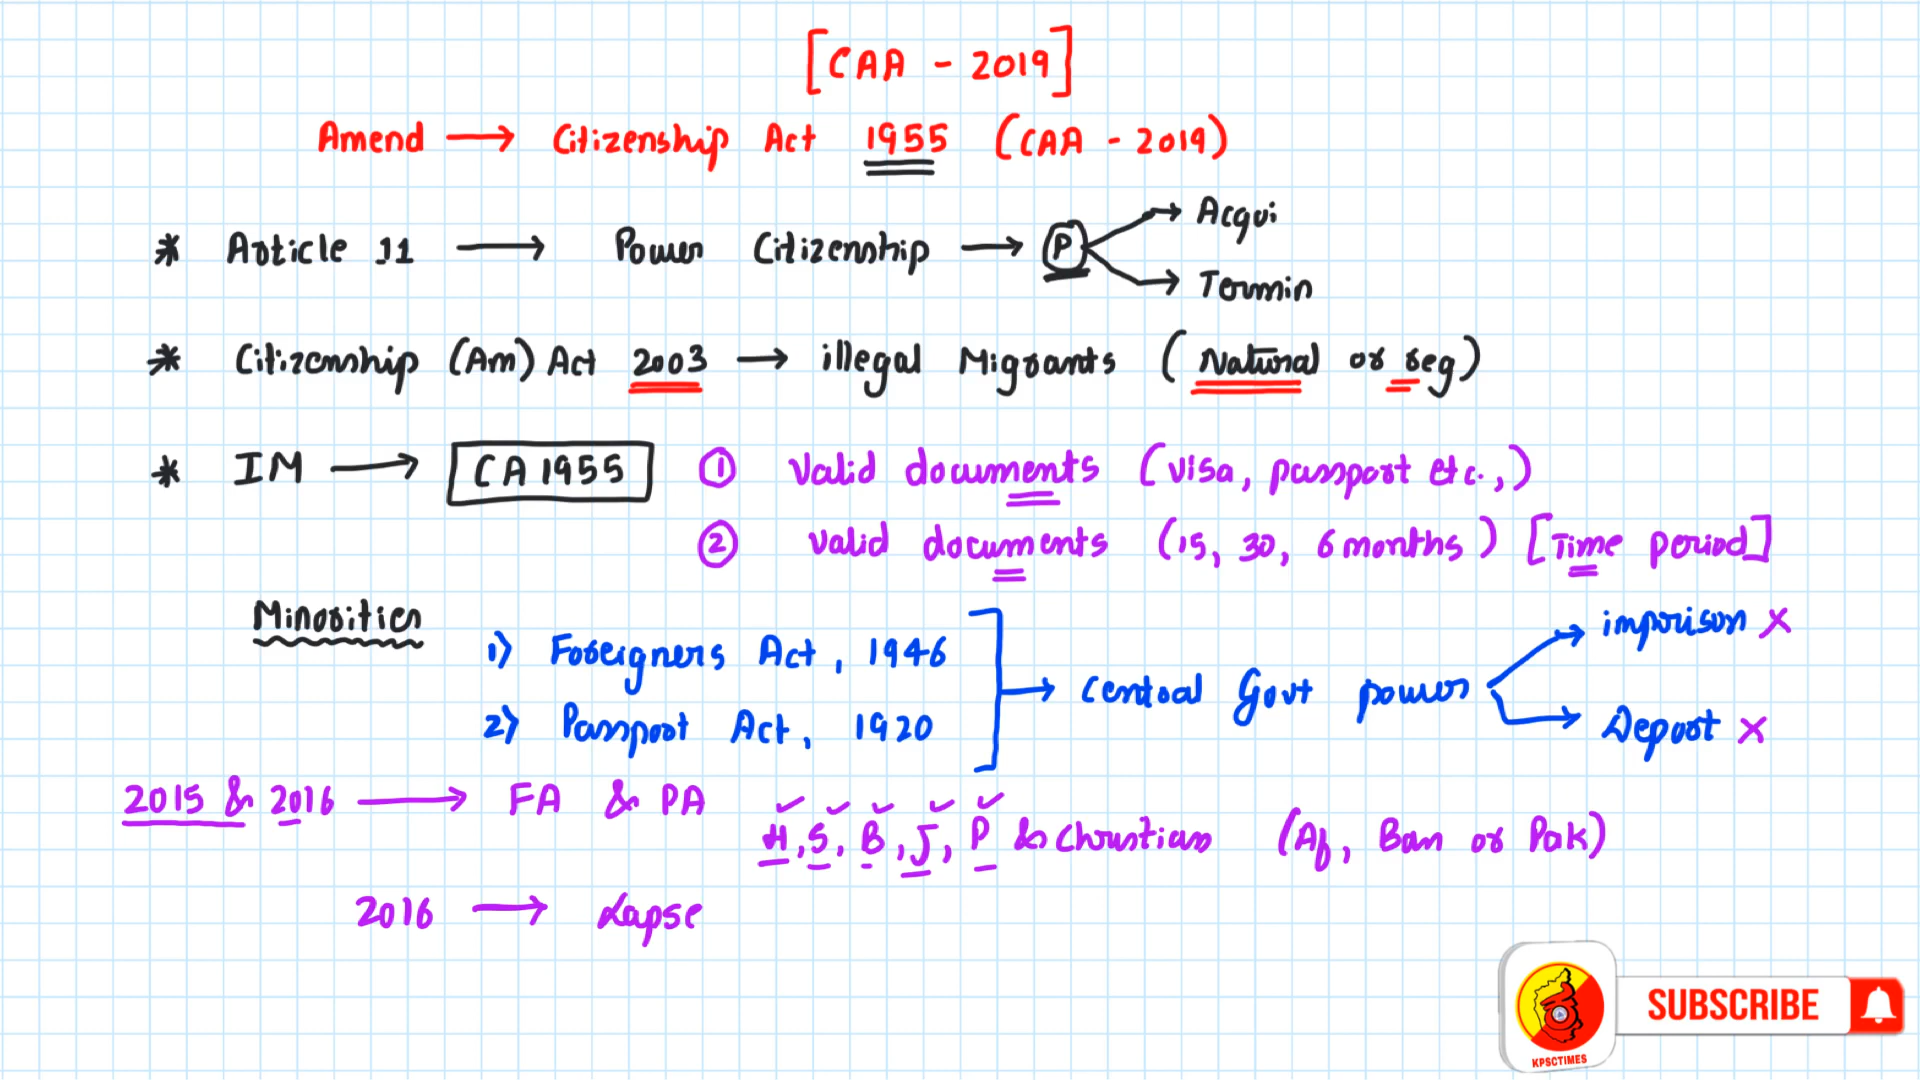 [CAA - 2019]
Amend → Citizenship Act 1955 (CAA - 2019)
* Article 11 → Power Citizenship → P → Acqui
→ Termin
* Citizenship (Am) Act 2003 → illegal Migrants (Natural or reg)
* IM → CA 1955 ① Valid documents (visa, passport etc.,)
② Valid documents (15, 30, 6 months) [Time period]
Minorities
1) Foreigners Act, 1946
2) Passport Act, 1920
→ Central Govt power → imprison X
→ Deport X
2015 & 2016 → FA & PA
H, S, B, J, P & Christian (Af, Ban or Pak)
2016 → Lapse
SUBSCRIBE
KPSCTIMES